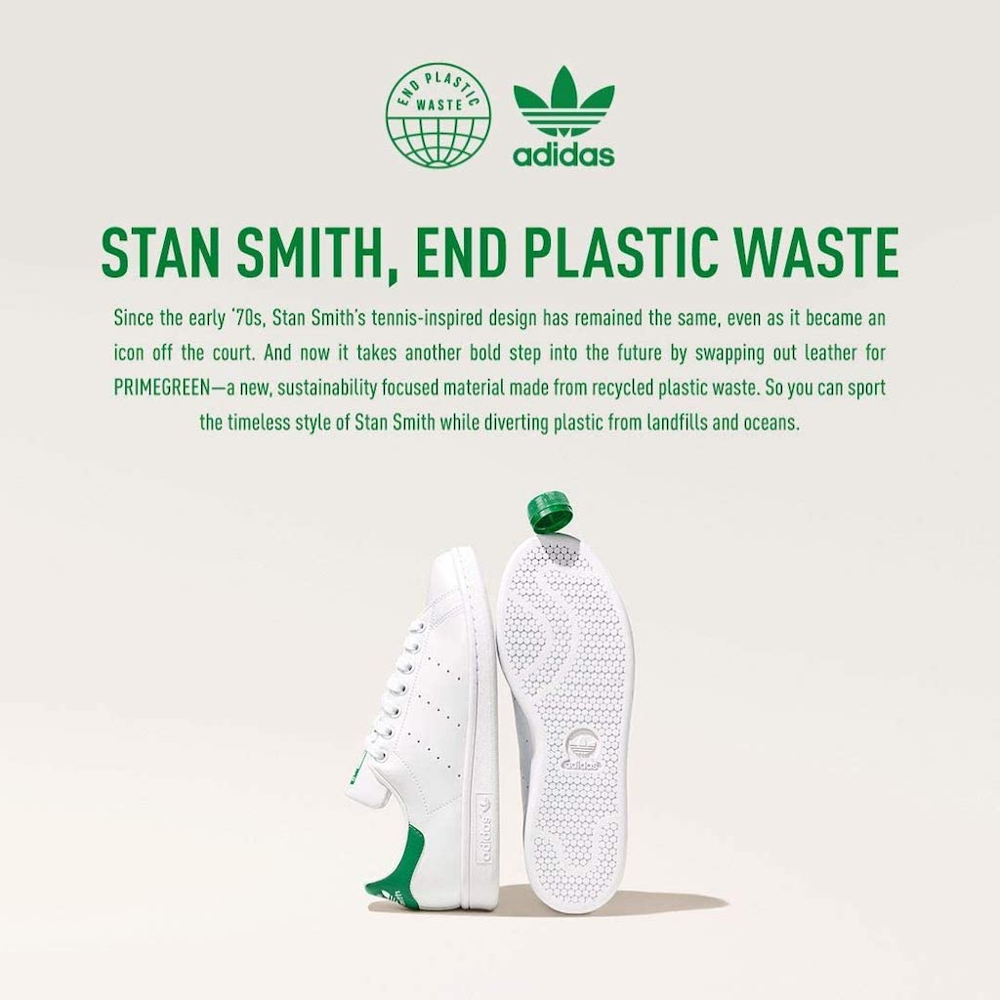 END PLASTIC
WASTE
adidas
STAN SMITH, END PLASTIC WASTE
Since the early ‘70s, Stan Smith’s tennis-inspired design has remained the same, even as it became an
icon off the court. And now it takes another bold step into the future by swapping out leather for
PRIMEGREEN—a new, sustainability focused material made from recycled plastic waste. So you can sport
the timeless style of Stan Smith while diverting plastic from landfills and oceans.
adidas
adidas